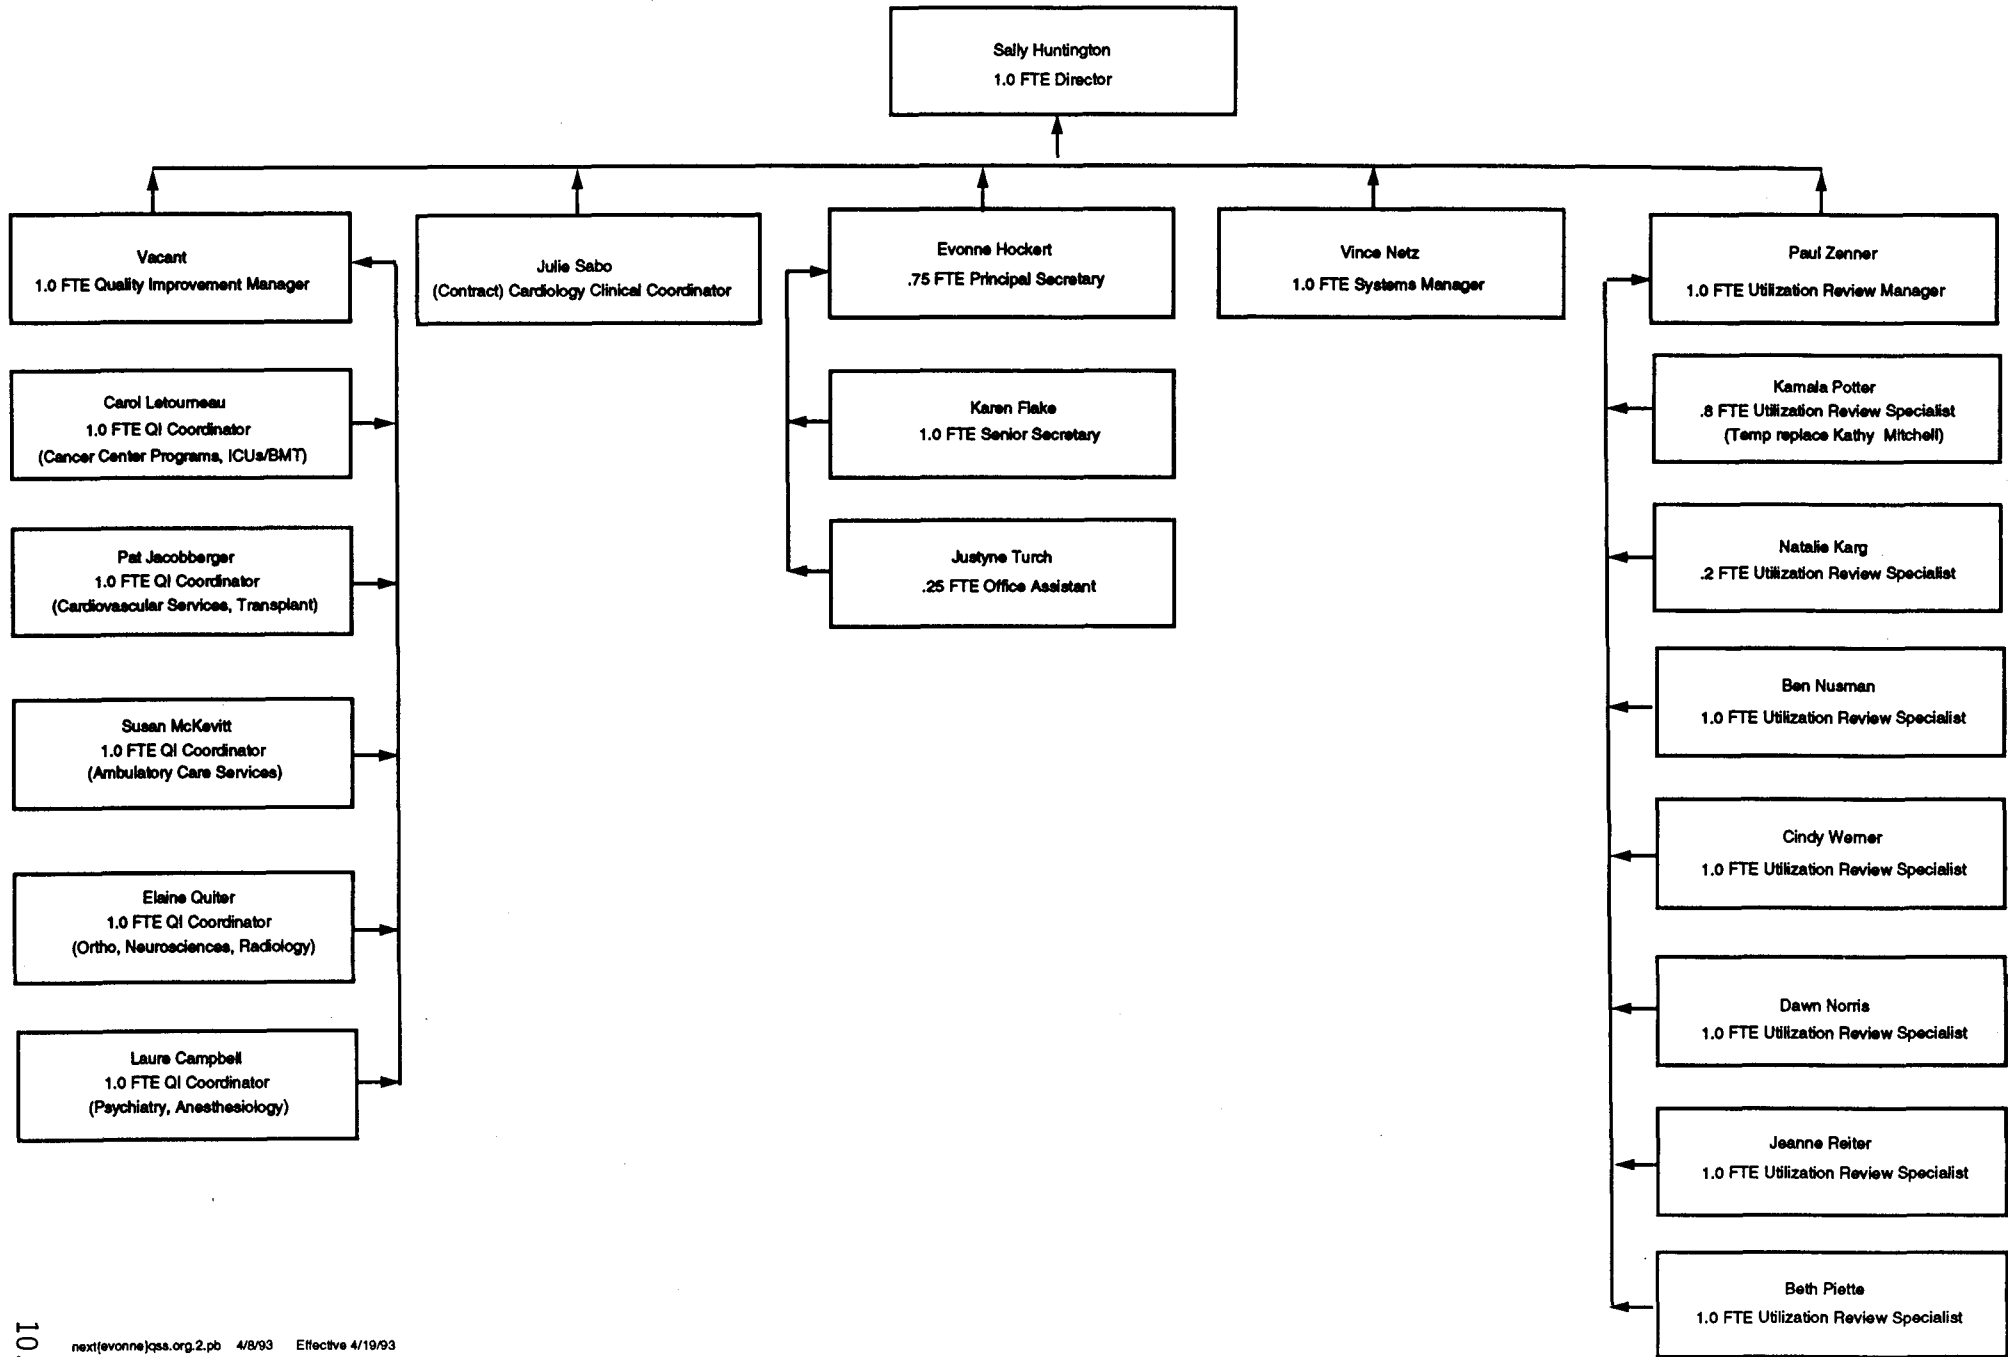 Sally Huntington
1.0 FTE Director
Vacant
1.0 FTE Quality Improvement Manager
Julie Sabo
(Contract) Cardiology Clinical Coordinator
Evonne Hockert
.75 FTE Principal Secretary
Vince Netz
1.0 FTE Systems Manager
Paul Zenner
1.0 FTE Utilization Review Manager
Carol Letourneau
1.0 FTE QI Coordinator
(Cancer Center Programs, ICUs/BMT)
Pat Jacobberger
1.0 FTE QI Coordinator
(Cardiovascular Services, Transplant)
Susan McKevitt
1.0 FTE QI Coordinator
(Ambulatory Care Services)
Elaine Quiter
1.0 FTE QI Coordinator
(Ortho, Neurosciences, Radiology)
Laure Campbell
1.0 FTE QI Coordinator
(Psychiatry, Anesthesiology)
Karen Flake
1.0 FTE Senior Secretary
Justyne Turch
.25 FTE Office Assistant
Kamala Potter
.8 FTE Utilization Review Specialist
(Temp replace Kathy Mitchell)
Natalie Karg
.2 FTE Utilization Review Specialist
Ben Nusman
1.0 FTE Utilization Review Specialist
Cindy Werner
1.0 FTE Utilization Review Specialist
Dawn Norris
1.0 FTE Utilization Review Specialist
Jeanne Reiter
1.0 FTE Utilization Review Specialist
Beth Piette
1.0 FTE Utilization Review Specialist
next(evonne)qss.org.2.pb 4/8/93 Effective 4/19/93